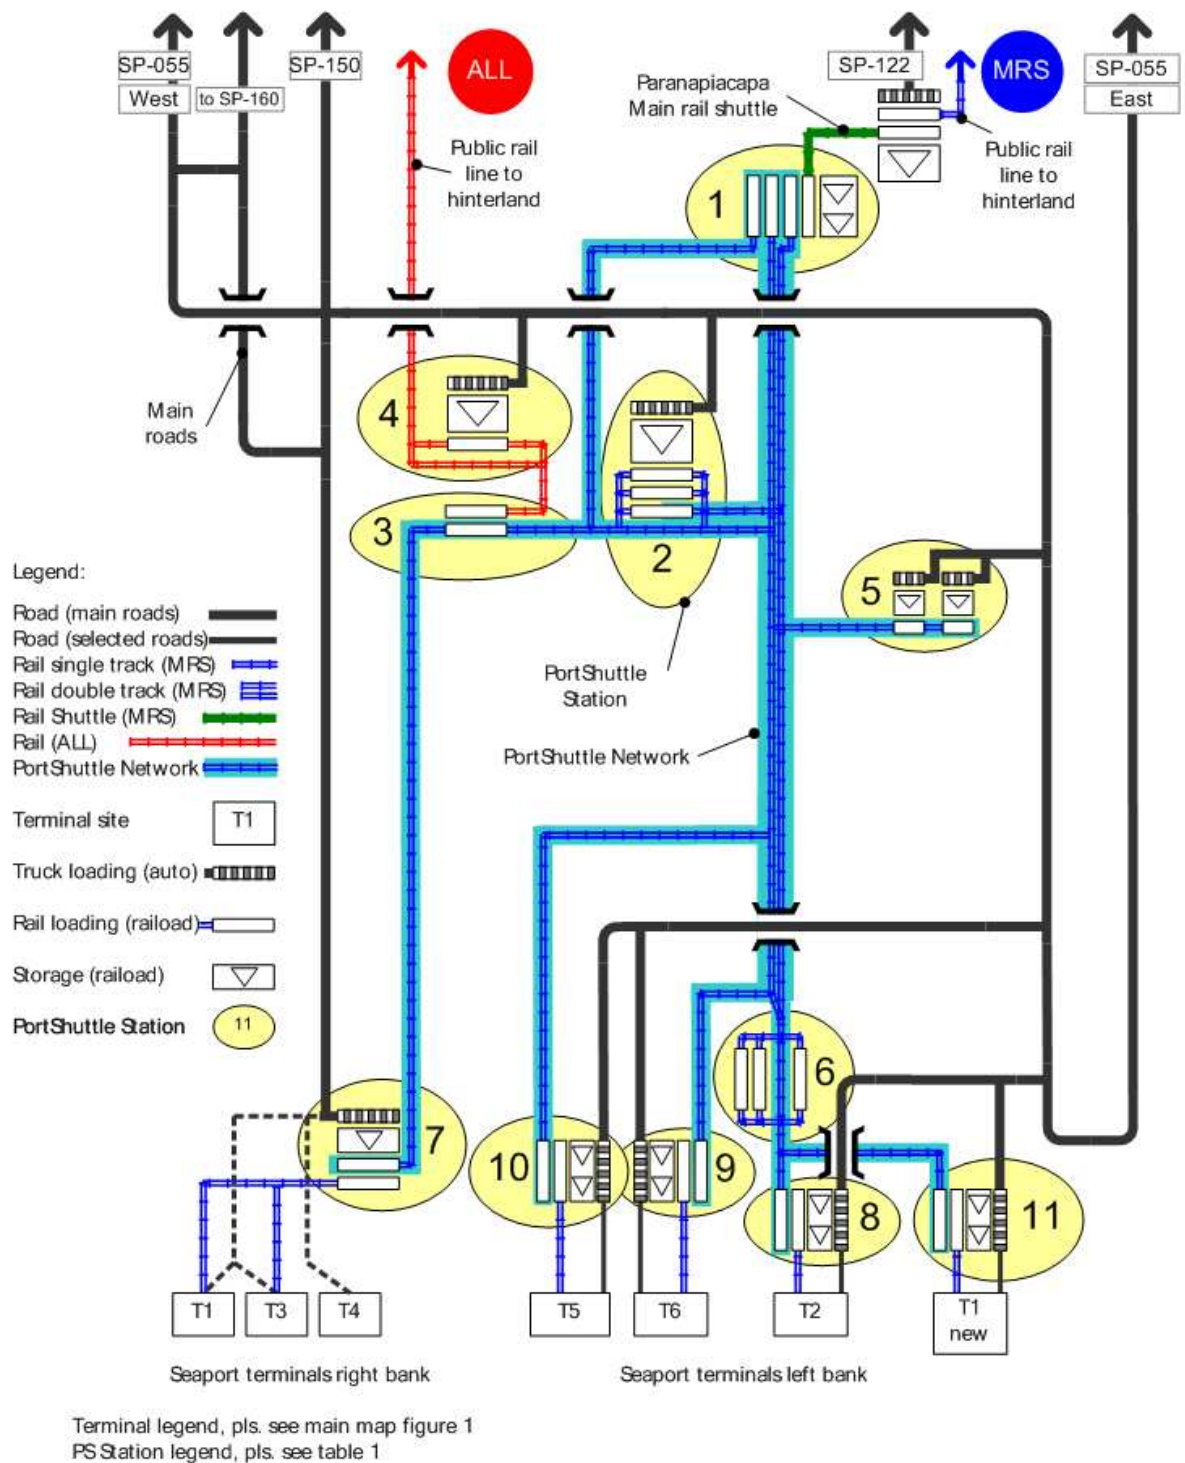 SP-055
West
to SP-160
SP-150
ALL
SP-122
MRS
SP-055
East
Paranapiacapa
Main rail shuttle
Public rail
line to
hinterland
Public rail
line to
hinterland
1
Main
roads
4
3
2
5
PortShuttle
Station
PortShuttle Network
Legend:
Road (main roads)
Road (selected roads)
Rail single track (MRS)
Rail double track (MRS)
Rail Shuttle (MRS)
Rail (ALL)
PortShuttle Network
Terminal site
T1
Truck loading (auto)
Rail loading (raiload)
Storage (raiload)
PortShuttle Station
11
6
7
10
9
8
11
T1
T3
T4
T5
T6
T2
T1
new
Seaport terminals right bank
Seaport terminals left bank
Terminal legend, pls. see main map figure 1
PS Station legend, pls. see table 1